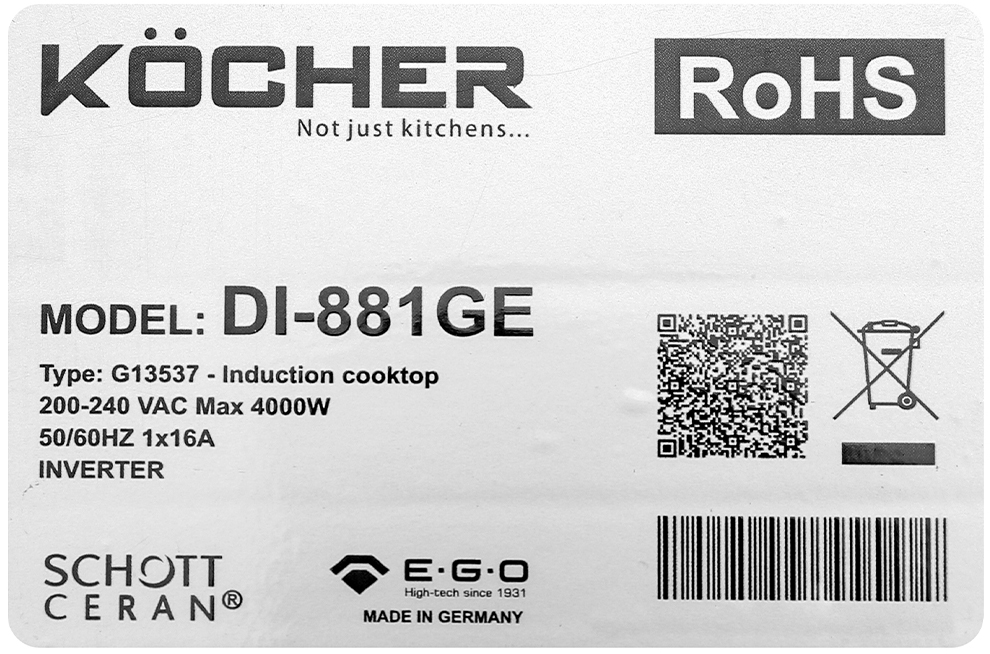 KÖCHER
Not just kitchens...
RoHS
MODEL: DI-881GE
Type: G13537 - Induction cooktop
200-240 VAC Max 4000W
50/60HZ 1x16A
INVERTER
SCHOTT
CERAN®
E·G·O
High-tech since 1931
MADE IN GERMANY